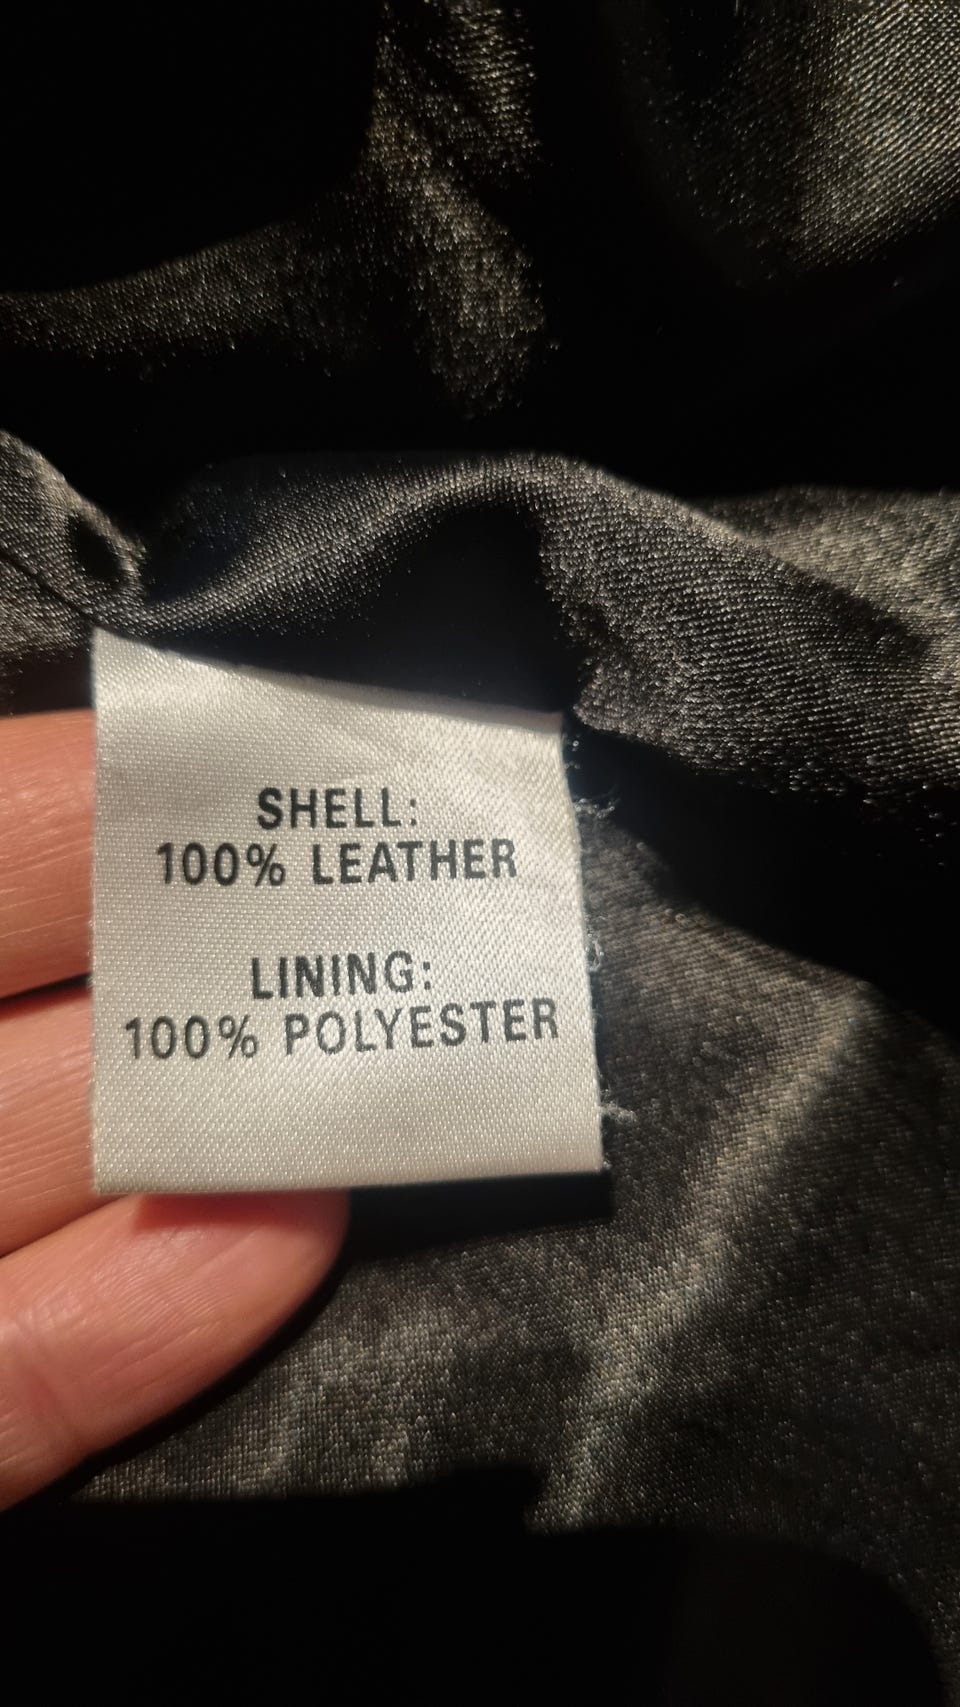 SHELL:
100% LEATHER
LINING:
100% POLYESTER